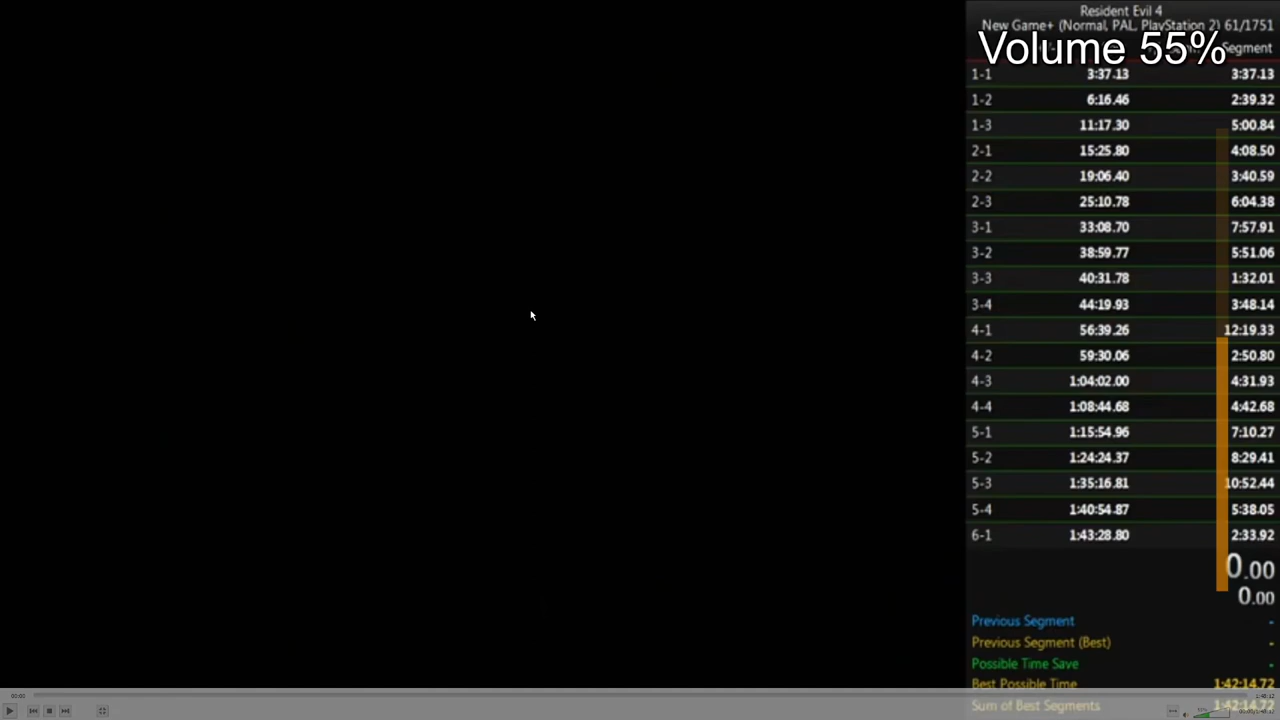 Resident Evil 4
New Game+ (Normal, PAL, PlayStation 2) 61/1751
Volume 55%
Segment
1-1 3:37.13 3:37.13
1-2 6:16.46 2:39.32
1-3 11:17.30 5:00.84
2-1 15:25.80 4:08.50
2-2 19:06.40 3:40.59
2-3 25:10.78 6:04.38
3-1 33:08.70 7:57.91
3-2 38:59.77 5:51.06
3-3 40:31.78 1:32.01
3-4 44:19.93 3:48.14
4-1 56:39.26 12:19.33
4-2 59:30.06 2:50.80
4-3 1:04:02.00 4:31.93
4-4 1:08:44.68 4:42.68
5-1 1:15:54.96 7:10.27
5-2 1:24:24.37 8:29.41
5-3 1:35:16.81 10:52.44
5-4 1:40:54.87 5:38.05
6-1 1:43:28.80 2:33.92
0.00
0.00
Previous Segment -
Previous Segment (Best) -
Possible Time Save -
Best Possible Time 1:42:14.72
Sum of Best Segments 1:42:14.72
00:00